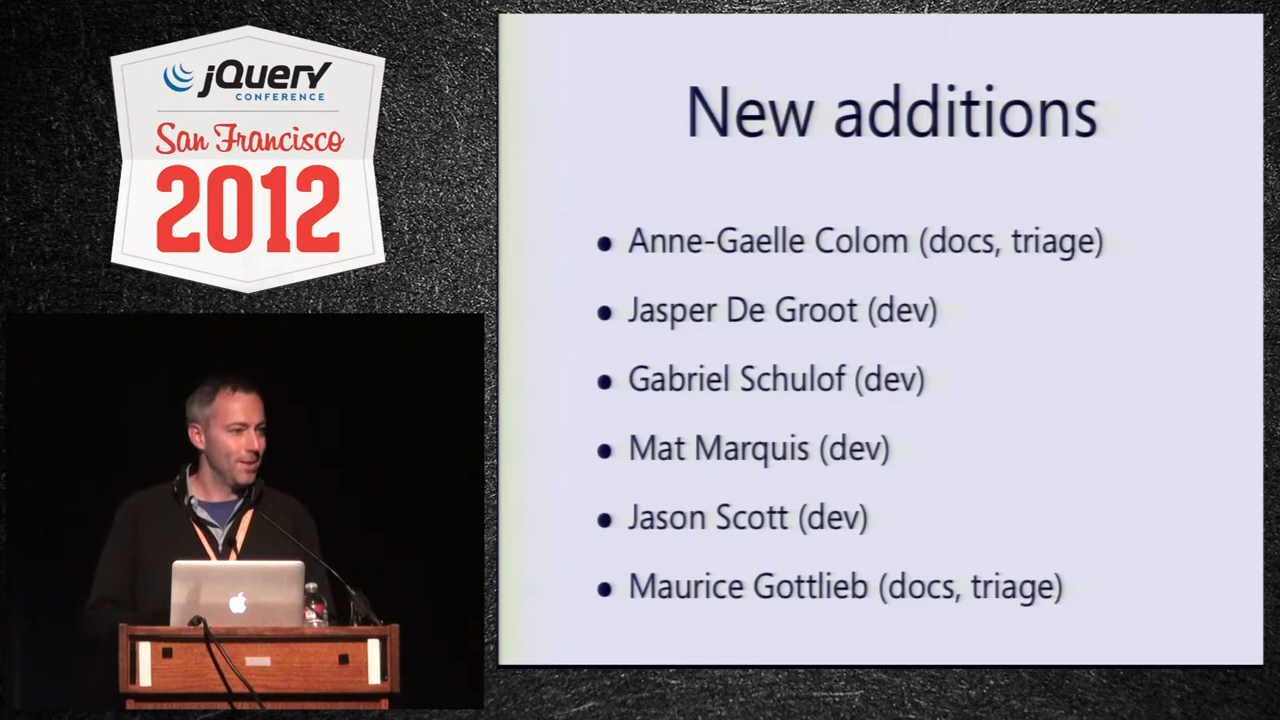 jQuery
CONFERENCE
San Francisco
2012
New additions
• Anne-Gaelle Colom (docs, triage)
• Jasper De Groot (dev)
• Gabriel Schulof (dev)
• Mat Marquis (dev)
• Jason Scott (dev)
• Maurice Gottlieb (docs, triage)